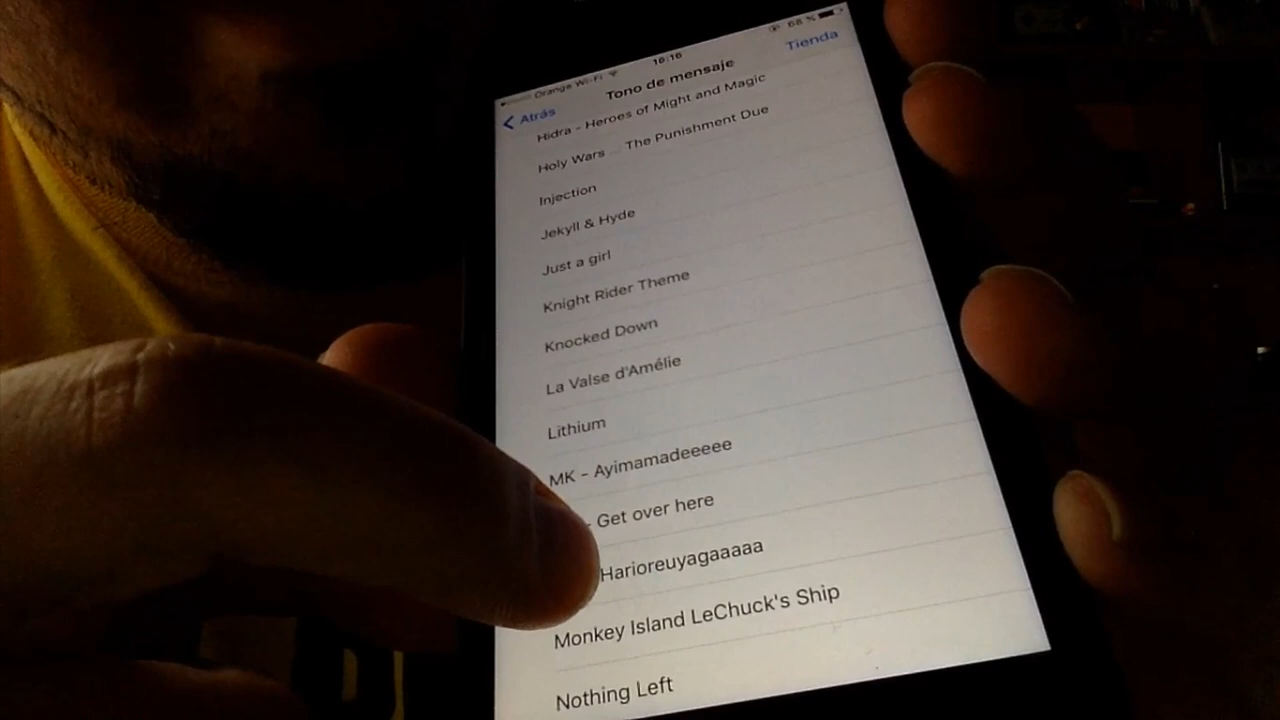 Orange Wi-Fi 16:16 68 %
Atrás Tono de mensaje Tienda
Hidra - Heroes of Might and Magic
Holy Wars ... The Punishment Due
Injection
Jekyll & Hyde
Just a girl
Knight Rider Theme
Knocked Down
La Valse d'Amélie
Lithium
MK - Ayimamadeeeee
- Get over here
Harioreuyagaaaaa
Monkey Island LeChuck's Ship
Nothing Left